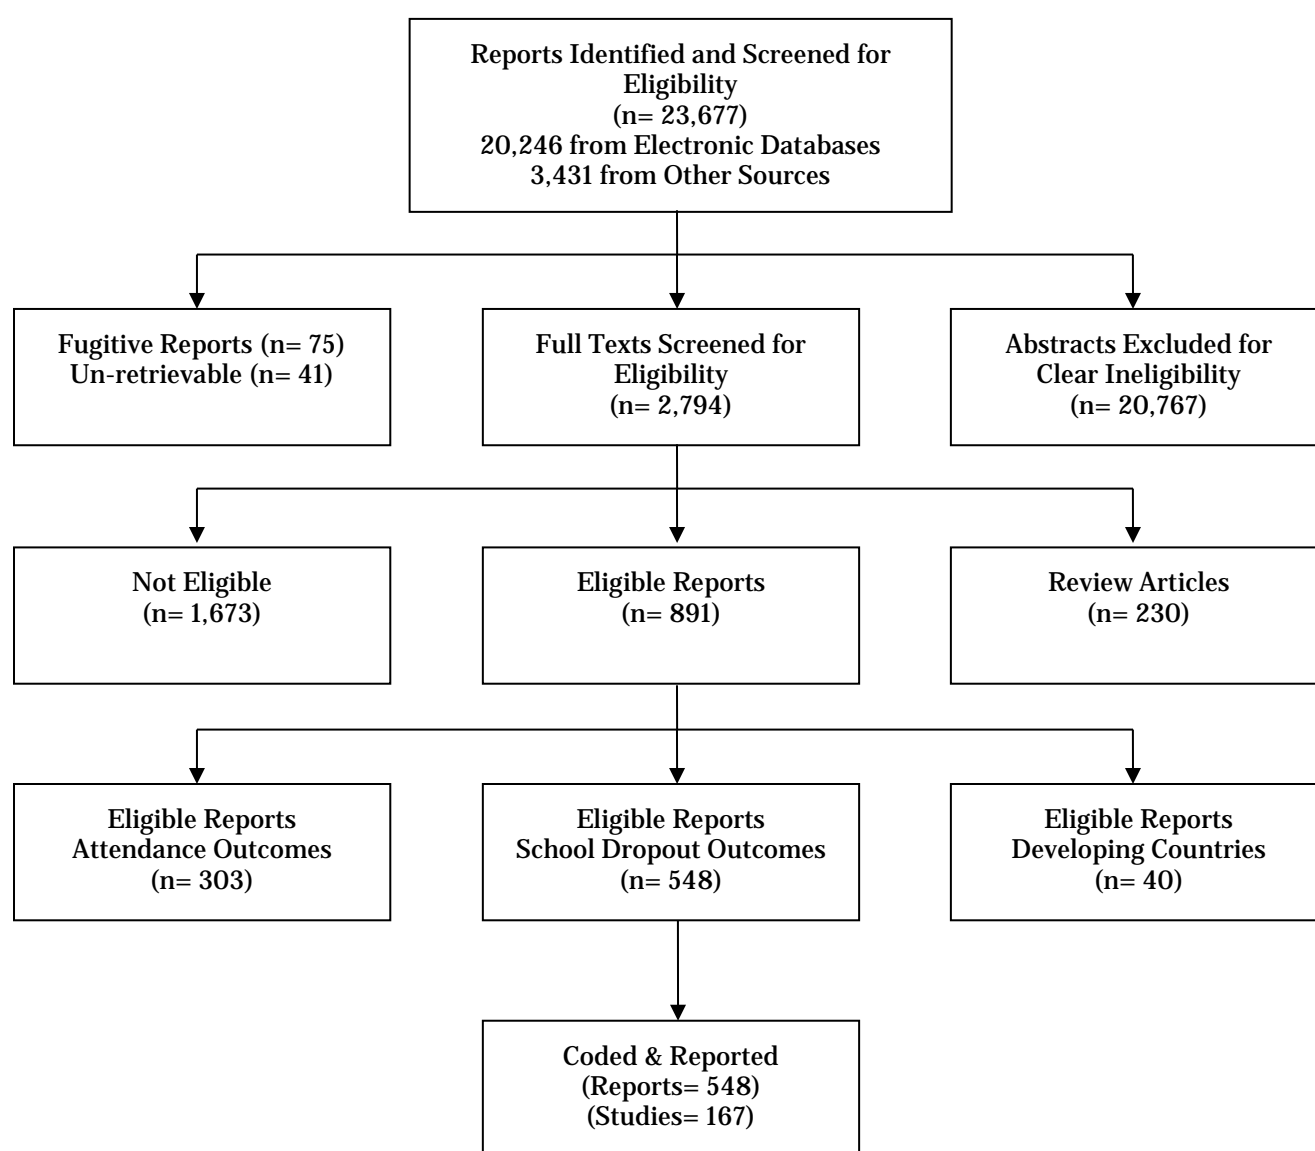 Reports Identified and Screened for
Eligibility
(n= 23,677)
20,246 from Electronic Databases
3,431 from Other Sources
Fugitive Reports (n= 75)
Un-retrievable (n= 41)
Full Texts Screened for
Eligibility
(n= 2,794)
Abstracts Excluded for
Clear Ineligibility
(n= 20,767)
Not Eligible
(n= 1,673)
Eligible Reports
(n= 891)
Review Articles
(n= 230)
Eligible Reports
Attendance Outcomes
(n= 303)
Eligible Reports
School Dropout Outcomes
(n= 548)
Eligible Reports
Developing Countries
(n= 40)
Coded & Reported
(Reports= 548)
(Studies= 167)